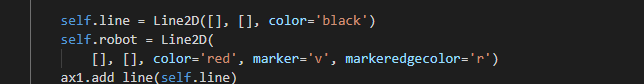 self.line = Line2D([], [], color='black')
self.robot = Line2D(
[], [], color='red', marker='v', markeredgecolor='r')
ax1.add_line(self.line)